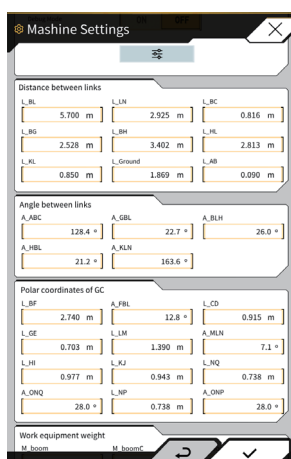 Mashine Settings
ON OFF
Distance between links
L_BL L_LN L_BC
5.700 m 2.925 m 0.816 m
L_BG L_BH L_HL
2.528 m 3.402 m 2.813 m
L_KL L_Ground L_AB
0.850 m 1.869 m 0.090 m
Angle between links
A_ABC A_GBL A_BLH
128.4 ° 22.7 ° 26.0 °
A_HBL A_KLN
21.2 ° 163.6 °
Polar coordinates of GC
L_BF A_FBL L_CD
2.740 m 12.8 ° 0.915 m
L_GE L_LM A_MLN
0.703 m 1.390 m 7.1 °
L_HI L_KJ L_NQ
0.977 m 0.943 m 0.738 m
A_ONQ L_NP A_ONP
28.0 ° 0.738 m 28.0 °
Work equipment weight
M_boom M_boomC